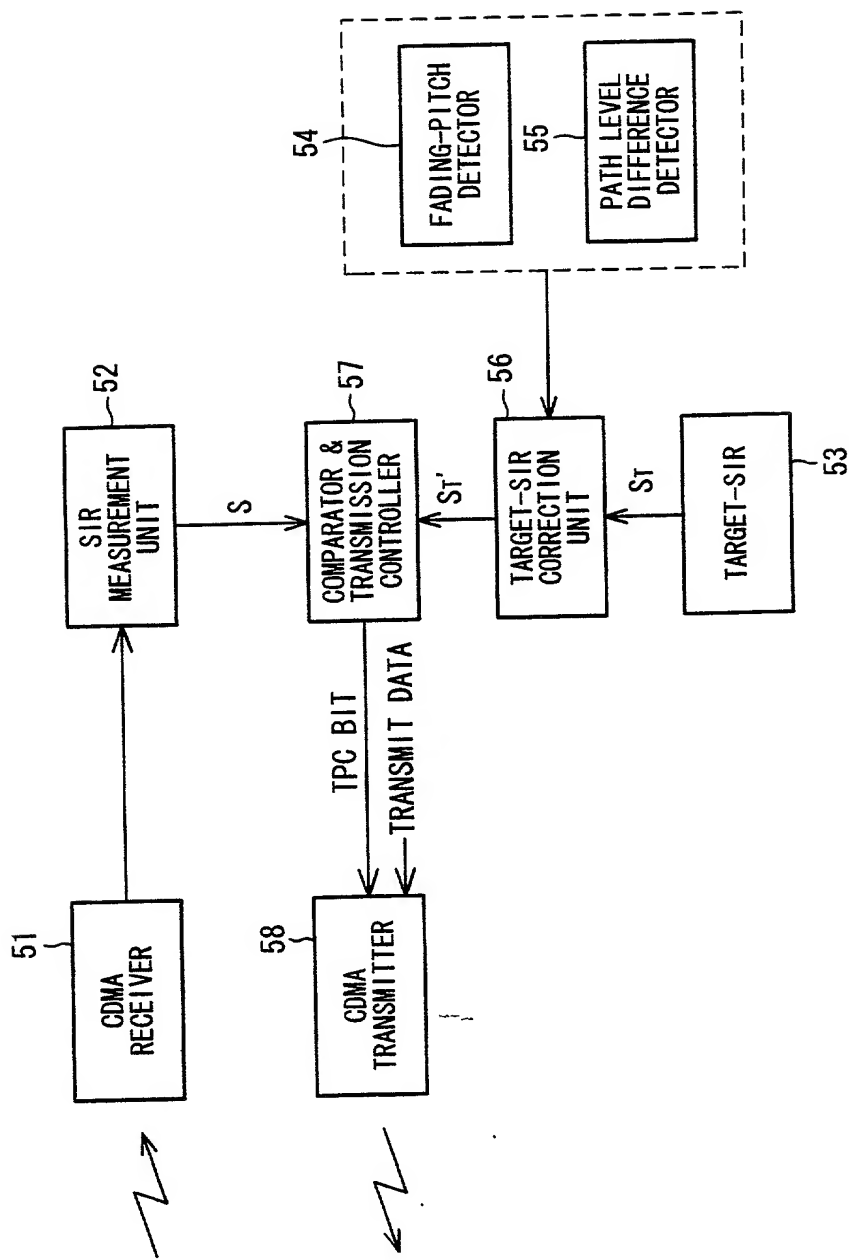 51
CDMA
RECEIVER
52
SIR
MEASUREMENT
UNIT
S
58
CDMA
TRANSMITTER
TPC BIT
TRANSMIT DATA
57
COMPARATOR &
TRANSMISSION
CONTROLLER
ST'
56
TARGET-SIR
CORRECTION
UNIT
ST
TARGET-SIR
53
54
FADING-PITCH
DETECTOR
55
PATH LEVEL
DIFFERENCE
DETECTOR